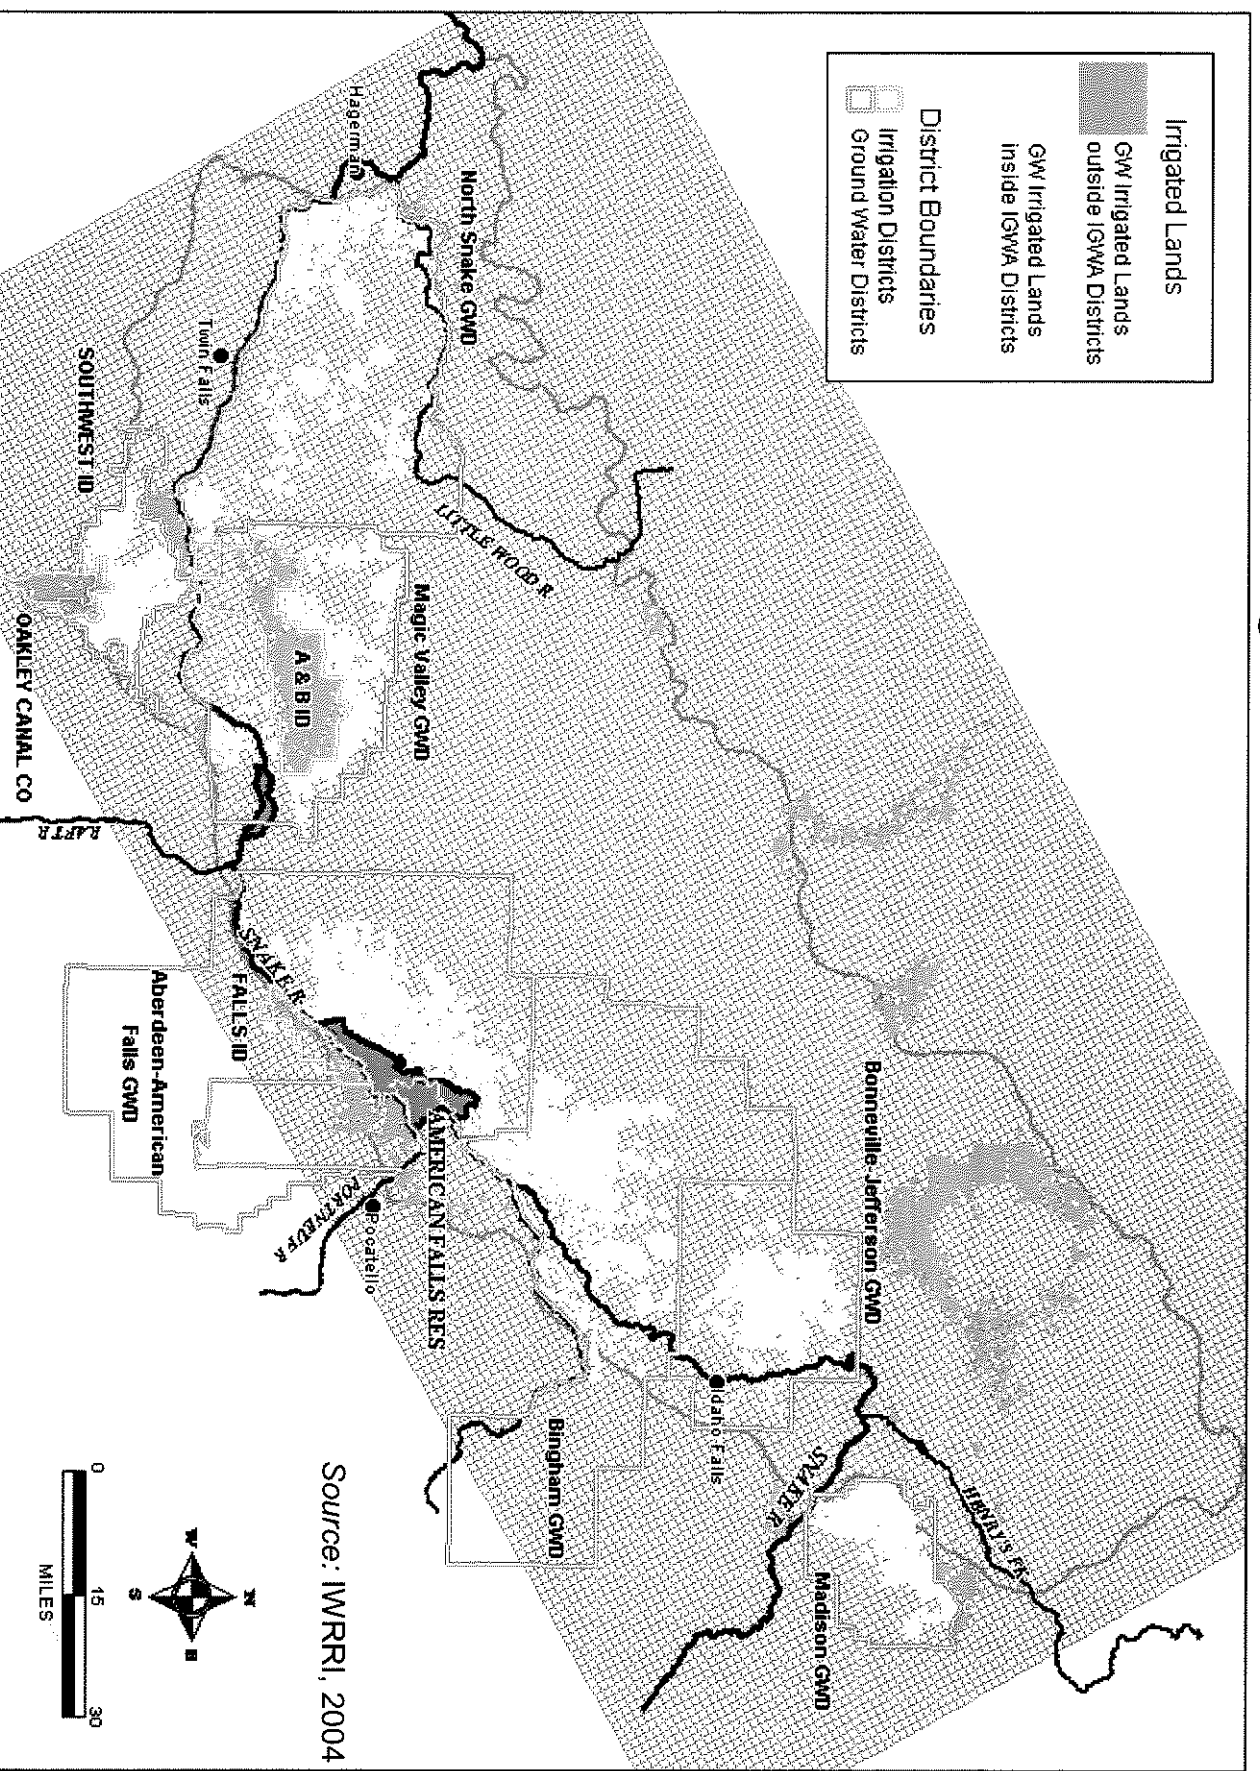 Irrigated Lands
GW Irrigated Lands
outside IGWA Districts
GW Irrigated Lands
inside IGWA Districts
District Boundaries
Irrigation Districts
Ground Water Districts
HENRY'S FK
Bonneville-Jefferson GWD
Madison GWD
SNAKE R
Idaho Falls
Bingham GWD
North Snake GWD
LITTLE WOOD R
Magic Valley GWD
AMERICAN FALLS RES
Hagerman
Pocatello
PORTNEUF R
A & B ID
SNAKE R
FALLS ID
Twin Falls
Aberdeen-American
Falls GWD
SOUTHWEST ID
OAKLEY CANAL CO
RAFT R
Source: IWRRI, 2004
N
W
E
S
0 15 30
MILES